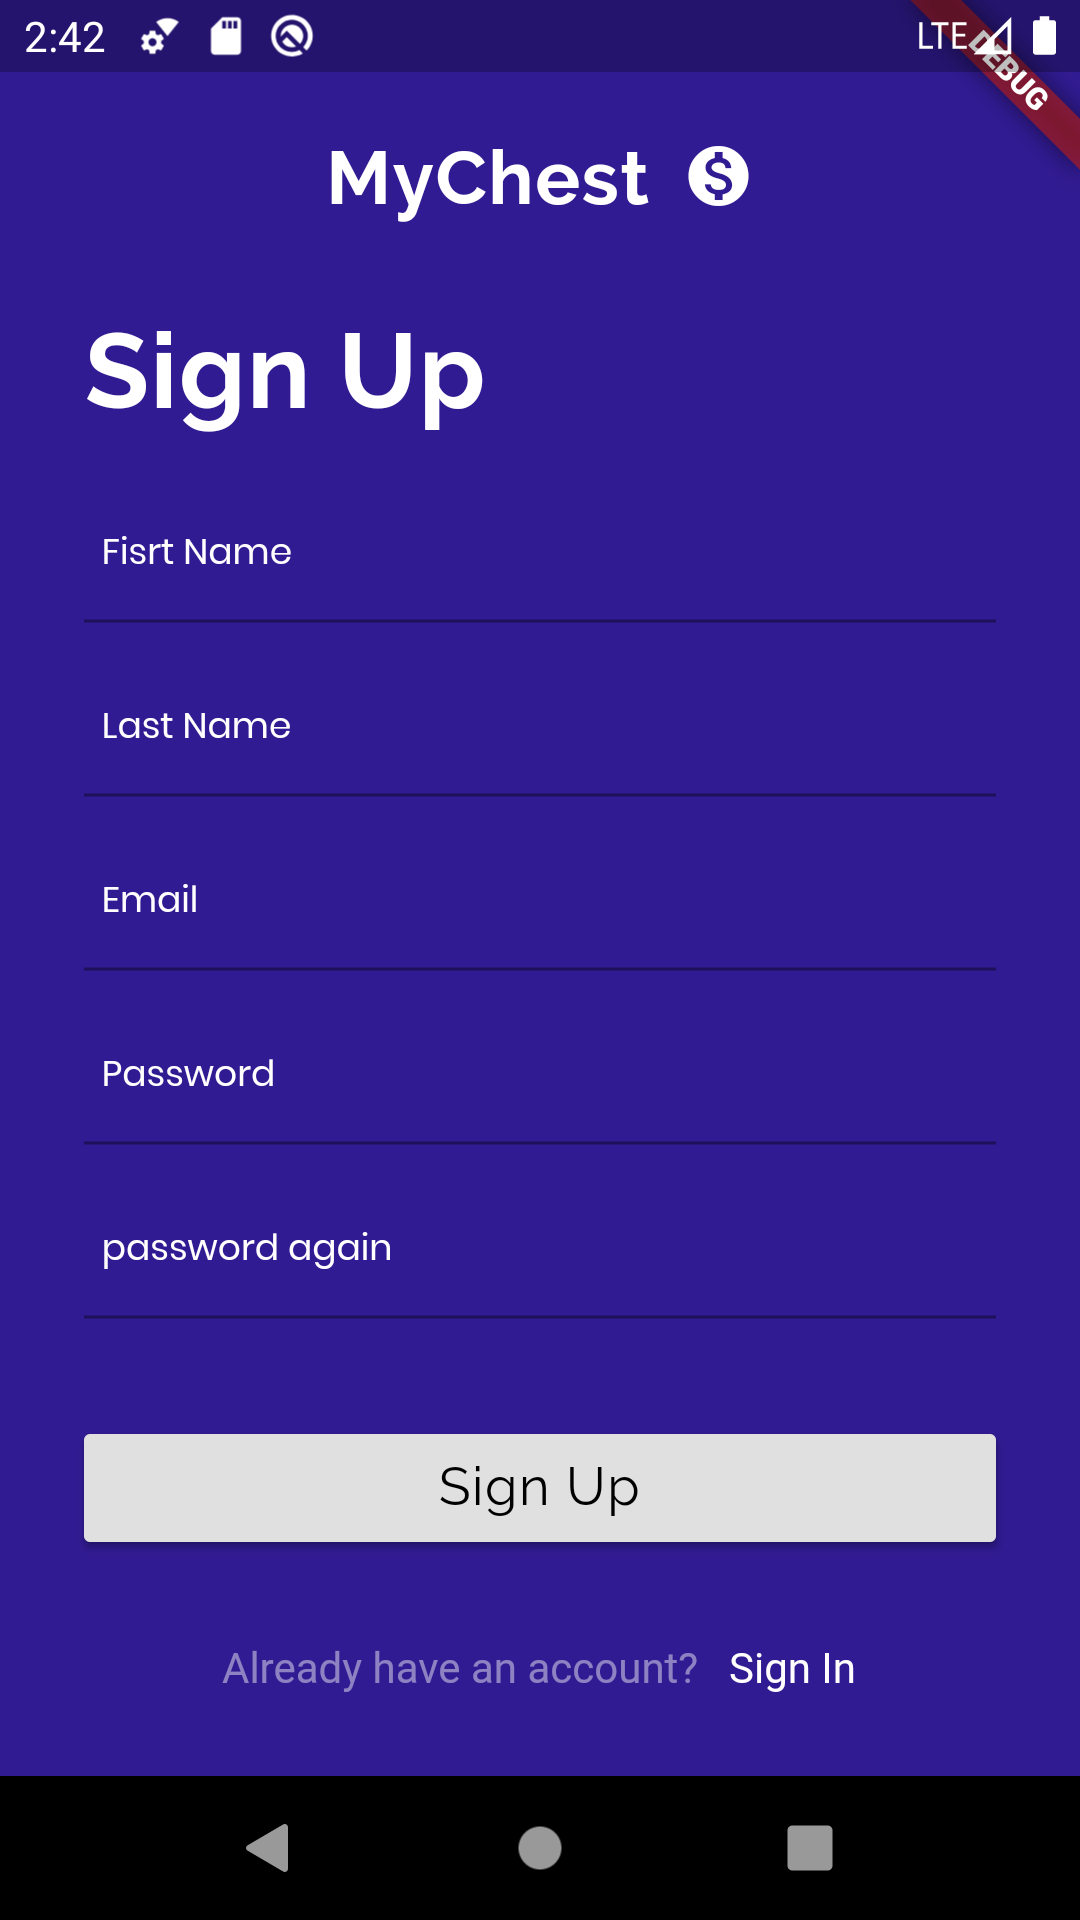 2:42 LTE
DEBUG
MyChest
Sign Up
Fisrt Name
Last Name
Email
Password
password again
Sign Up
Already have an account? Sign In